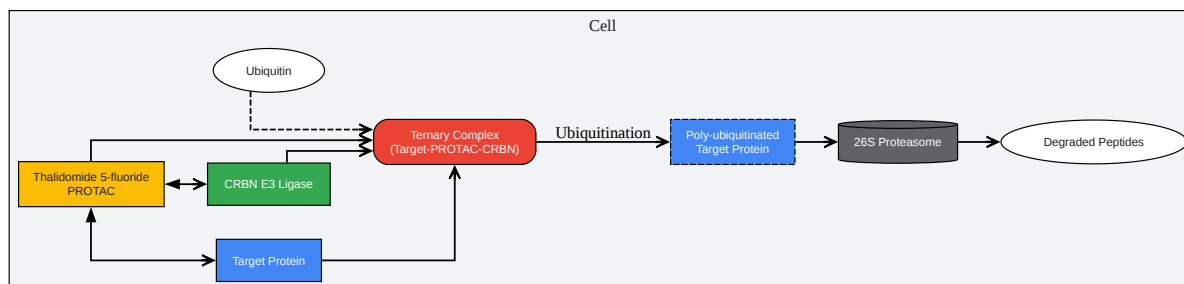 Cell
Ubiquitin
Ternary Complex
(Target-PROTAC-CRBN)
Ubiquitination
Poly-ubiquitinated
Target Protein
26S Proteasome
Degraded Peptides
Thalidomide 5-fluoride
PROTAC
CRBN E3 Ligase
Target Protein